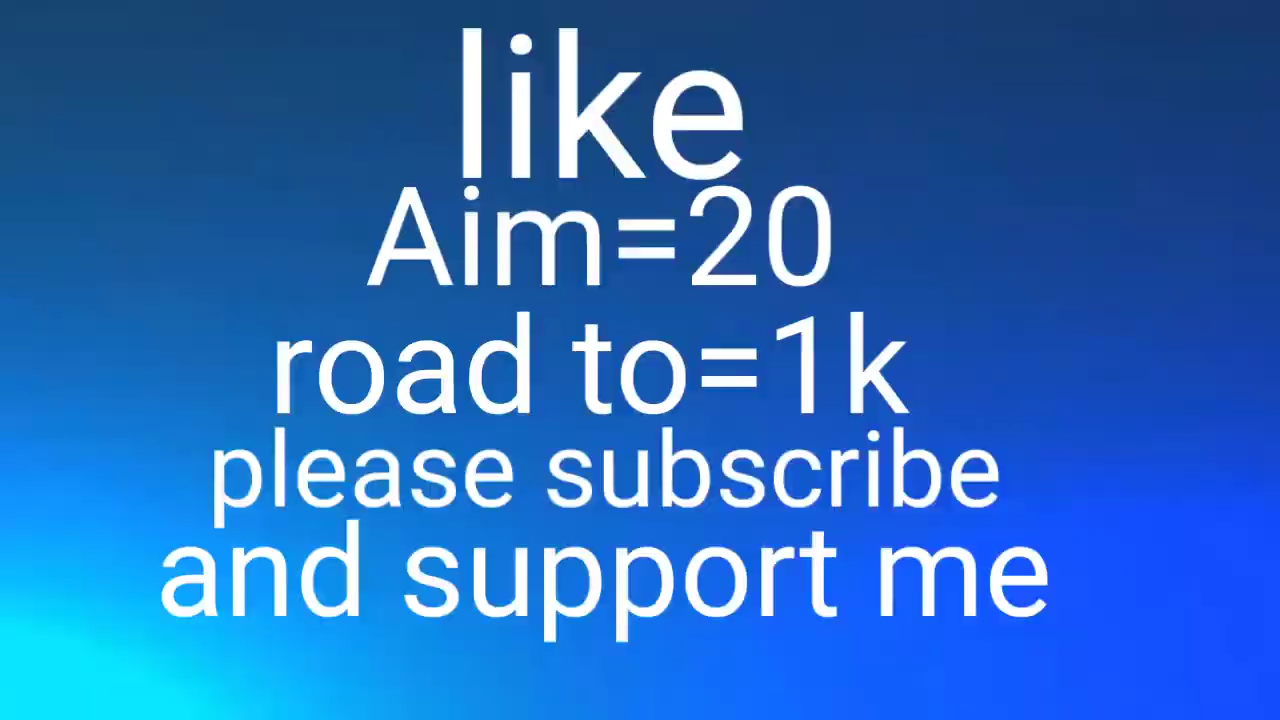 like
Aim=20
road to=1k
please subscribe
and support me